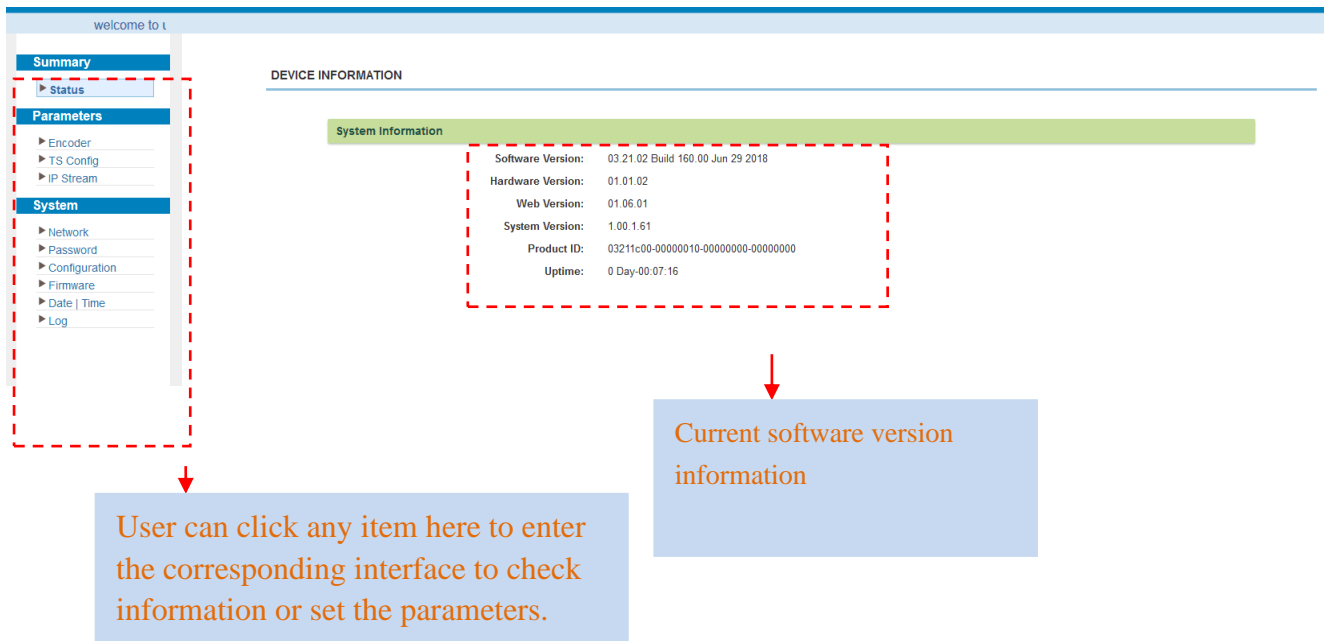 welcome to
Summary
Status
Parameters
Encoder
TS Config
IP Stream
System
Network
Password
Configuration
Firmware
Date | Time
Log
DEVICE INFORMATION
System Information
Software Version: 03.21.02 Build 160.00 Jun 29 2018
Hardware Version: 01.01.02
Web Version: 01.06.01
System Version: 1.00.1.61
Product ID: 03211c00-00000010-00000000-00000000
Uptime: 0 Day-00:07:16
Current software version
information
User can click any item here to enter
the corresponding interface to check
information or set the parameters.